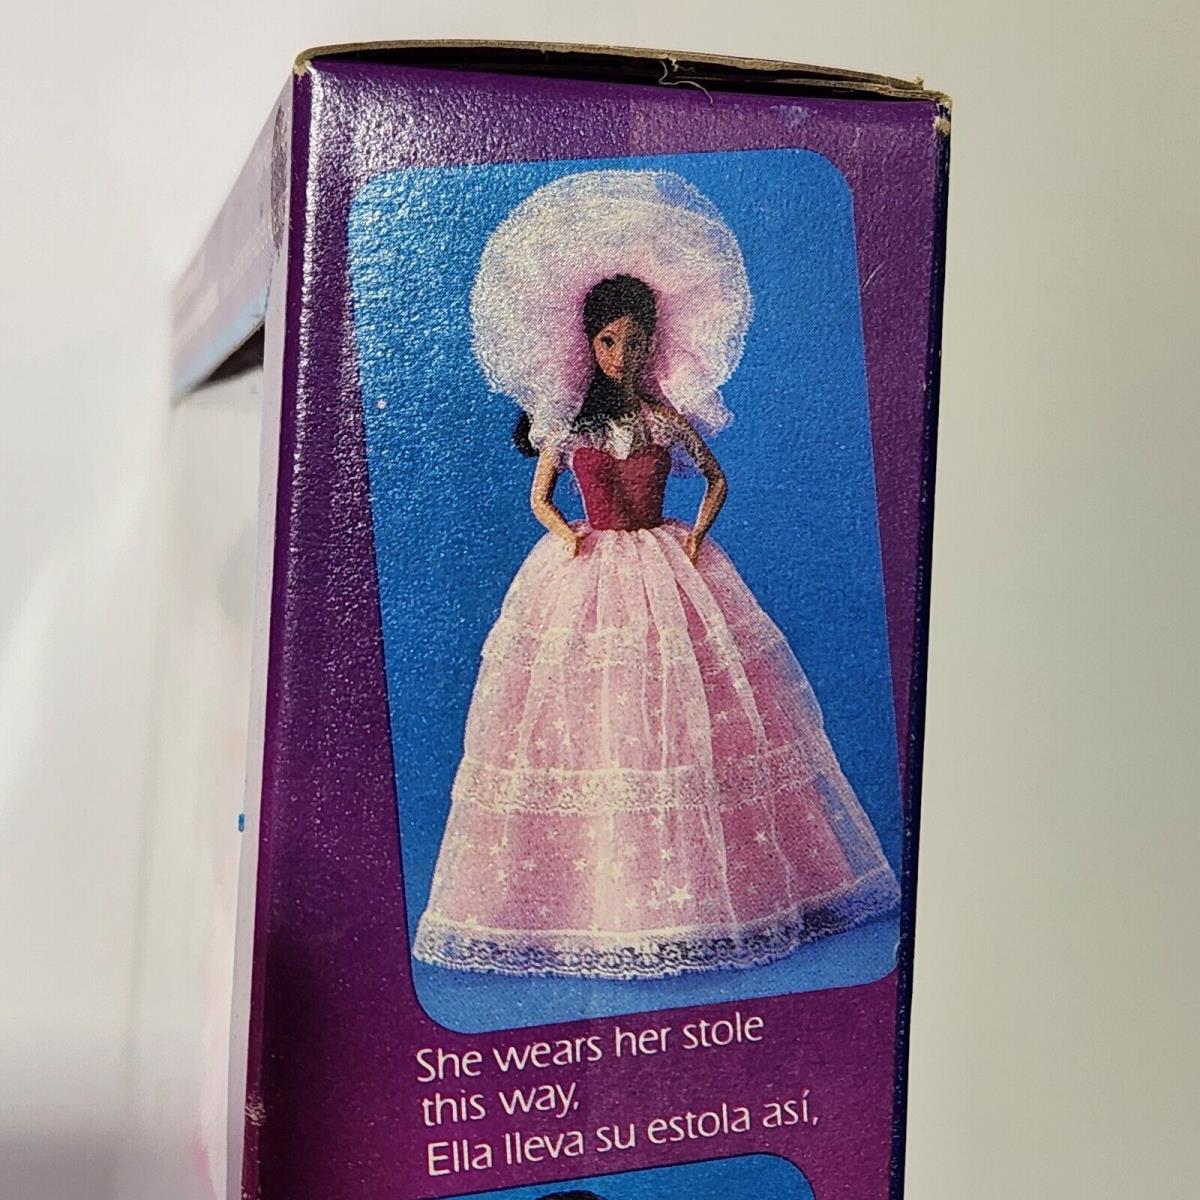 She wears her stole
this way,
Ella lleva su estola así,